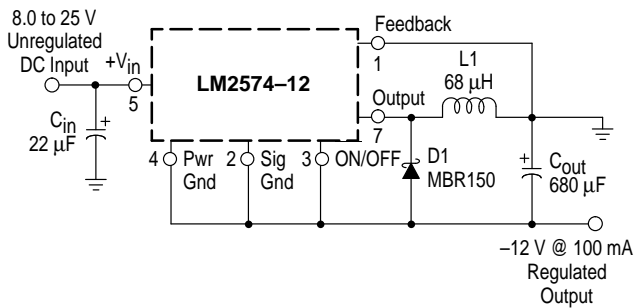 8.0 to 25 V
Unregulated
DC Input
+Vin
5
Cin
22 μF
+
LM2574–12
Feedback
1
Output
7
L1
68 μH
4
Pwr
Gnd
2
Sig
Gnd
3
ON/OFF
D1
MBR150
+
Cout
680 μF
–12 V @ 100 mA
Regulated
Output